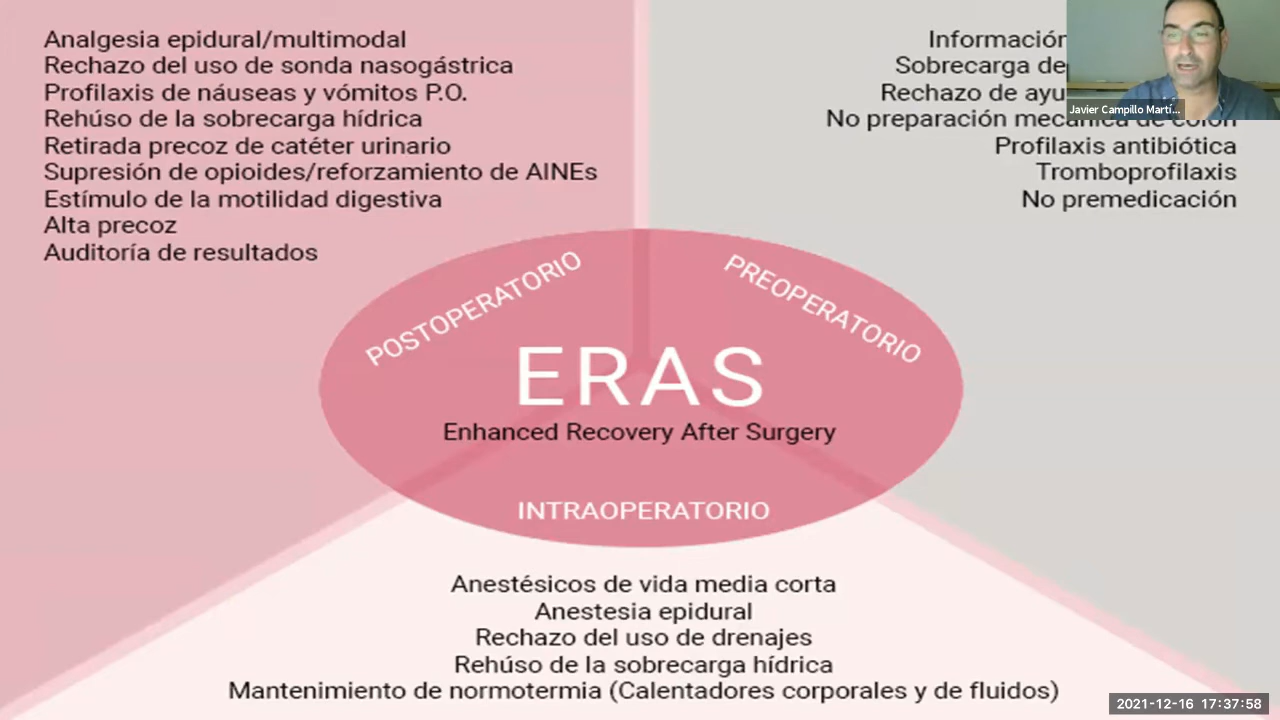 Analgesia epidural/multimodal
Rechazo del uso de sonda nasogástrica
Profilaxis de náuseas y vómitos P.O.
Rehúso de la sobrecarga hídrica
Retirada precoz de catéter urinario
Supresión de opioides/reforzamiento de AINEs
Estímulo de la motilidad digestiva
Alta precoz
Auditoría de resultados
Información
Sobrecarga de
Rechazo de
No preparación mecánica de colon
Profilaxis antibiótica
Tromboprofilaxis
No premedicación
Javier Campillo Martí...
POSTOPERATORIO
PREOPERATORIO
ERAS
Enhanced Recovery After Surgery
INTRAOPERATORIO
Anestésicos de vida media corta
Anestesia epidural
Rechazo del uso de drenajes
Rehúso de la sobrecarga hídrica
Mantenimiento de normotermia (Calentadores corporales y de fluidos)
2021-12-16 17:37:58